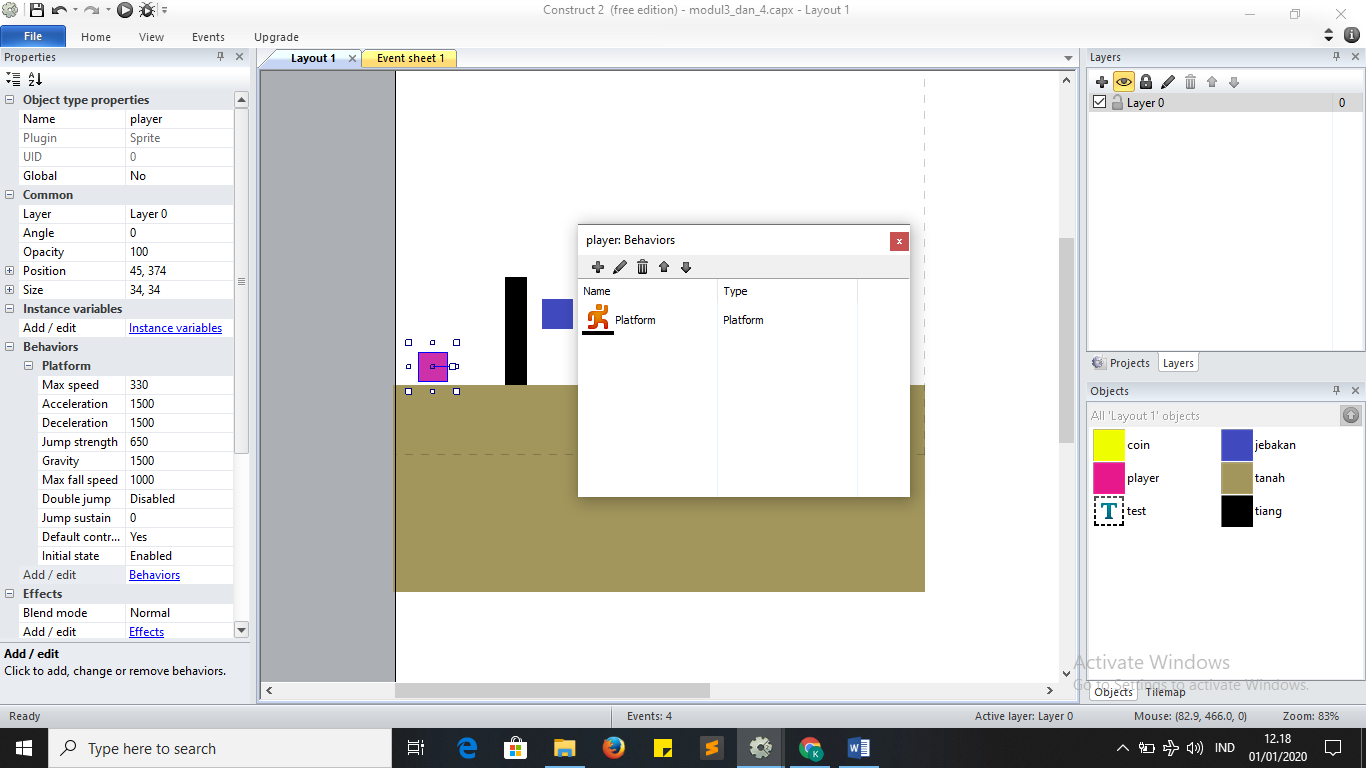 Construct 2 (free edition) - modul3_dan_4.capx - Layout 1
File Home View Events Upgrade
Properties
Object type properties
Name player
Plugin Sprite
UID 0
Global No
Common
Layer Layer 0
Angle 0
Opacity 100
Position 45, 374
Size 34, 34
Instance variables
Add / edit Instance variables
Behaviors
Platform
Max speed 330
Acceleration 1500
Deceleration 1500
Jump strength 650
Gravity 1500
Max fall speed 1000
Double jump Disabled
Jump sustain 0
Default contr... Yes
Initial state Enabled
Add / edit Behaviors
Effects
Blend mode Normal
Add / edit Effects
Add / edit
Click to add, change or remove behaviors.
Layout 1 Event sheet 1
player: Behaviors
x
Name Type
Platform Platform
Layers
Layer 0 0
Projects Layers
Objects
All 'Layout 1' objects
coin jebakan
player tanah
T test tiang
Activate Windows
Go to Settings to activate Windows.
Objects Tilemap
Ready Events: 4 Active layer: Layer 0 Mouse: (82.9, 466.0, 0) Zoom: 83%
Type here to search
K
IND 12.18
01/01/2020